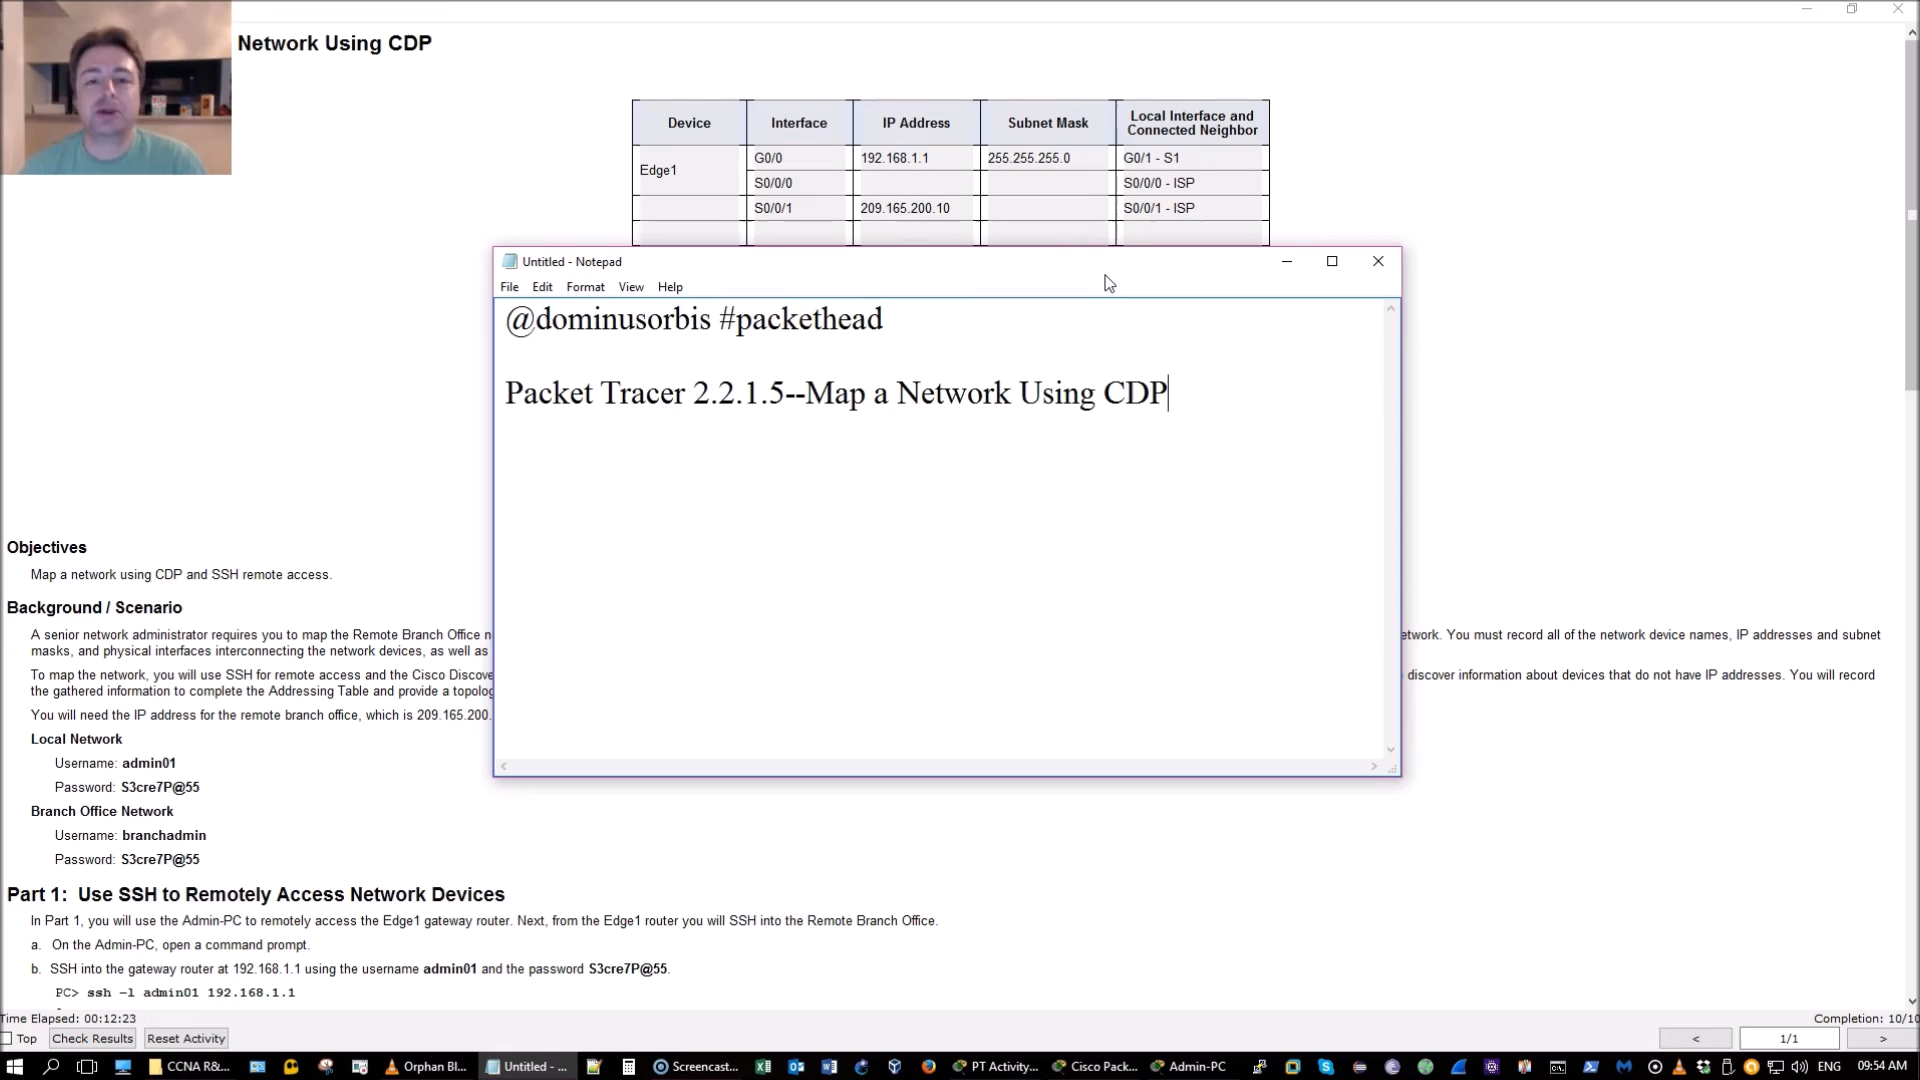 Network Using CDP
Device Interface IP Address Subnet Mask Local Interface and Connected Neighbor
Edge1 G0/0 192.168.1.1 255.255.255.0 G0/1 - S1
S0/0/0 S0/0/0 - ISP
S0/0/1 209.165.200.10 S0/0/1 - ISP
Untitled - Notepad
File Edit Format View Help
@dominusorbis #packethead
Packet Tracer 2.2.1.5--Map a Network Using CDP
Objectives
Map a network using CDP and SSH remote access.
Background / Scenario
A senior network administrator requires you to map the Remote Branch Office
network. You must record all of the network device names, IP addresses and subnet
masks, and physical interfaces interconnecting the network devices, as well as
To map the network, you will use SSH for remote access and the Cisco
discover information about devices that do not have IP addresses. You will record
the gathered information to complete the Addressing Table and provide a
You will need the IP address for the remote branch office, which is 209.165.200.
Local Network
Username: admin01
Password: S3cre7P@55
Branch Office Network
Username: branchadmin
Password: S3cre7P@55
Part 1: Use SSH to Remotely Access Network Devices
In Part 1, you will use the Admin-PC to remotely access the Edge1 gateway router. Next, from the Edge1 router you will SSH into the Remote Branch Office.
a. On the Admin-PC, open a command prompt.
b. SSH into the gateway router at 192.168.1.1 using the username admin01 and the password S3cre7P@55.
PC> ssh –l admin01 192.168.1.1
Time Elapsed: 00:12:23 Completion: 10/10
Top Check Results Reset Activity < 1/1 >
CCNA R&... Orphan Bl... Untitled - ... Screencast... PT Activity... Cisco Pack... Admin-PC ENG 09:54 AM